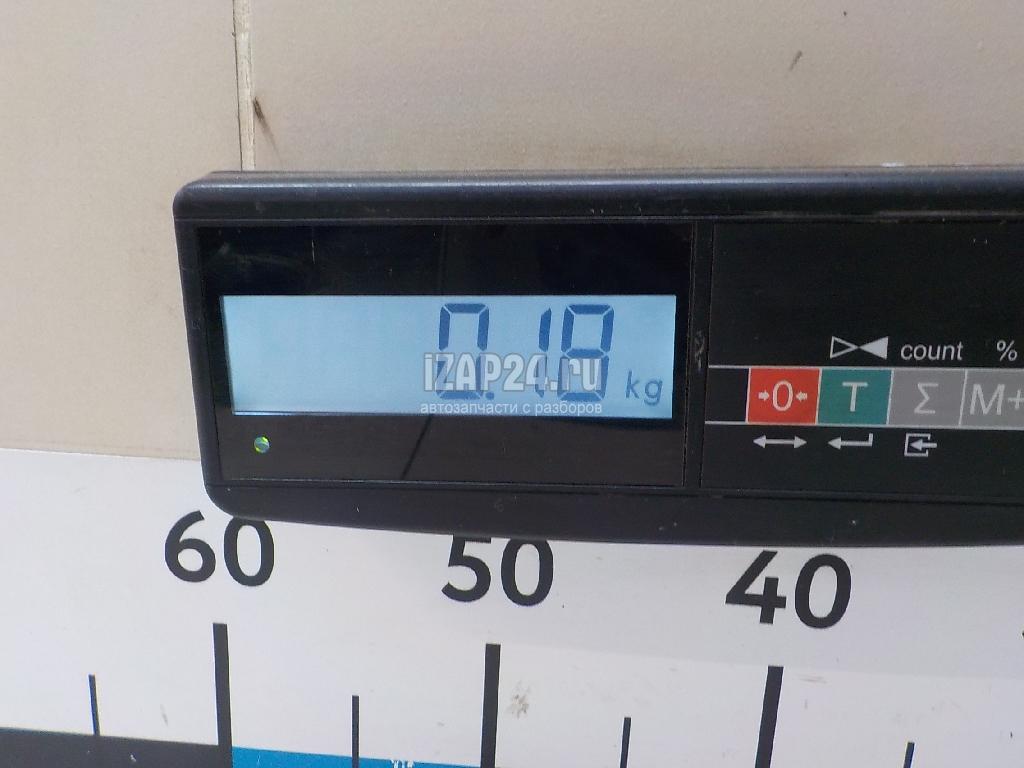 0.18 kg
iZAP24.ru
автозапчасти с разборов
count %
→0← T Σ M+
60 50 40